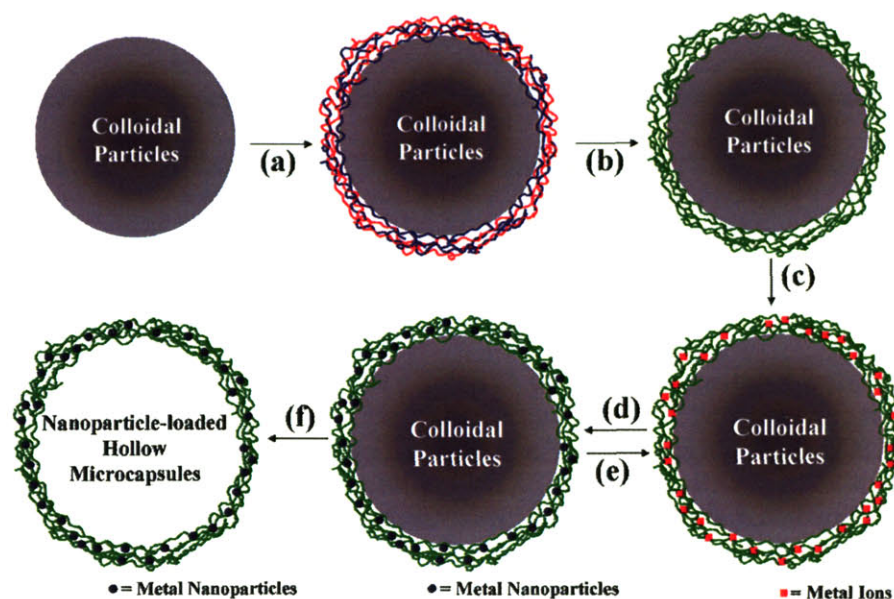 Colloidal
Particles
(a)
Colloidal
Particles
(b)
Colloidal
Particles
(c)
Nanoparticle-loaded
Hollow
Microcapsules
(f)
Colloidal
Particles
(d)
(e)
Colloidal
Particles
= Metal Nanoparticles
= Metal Nanoparticles
= Metal Ions